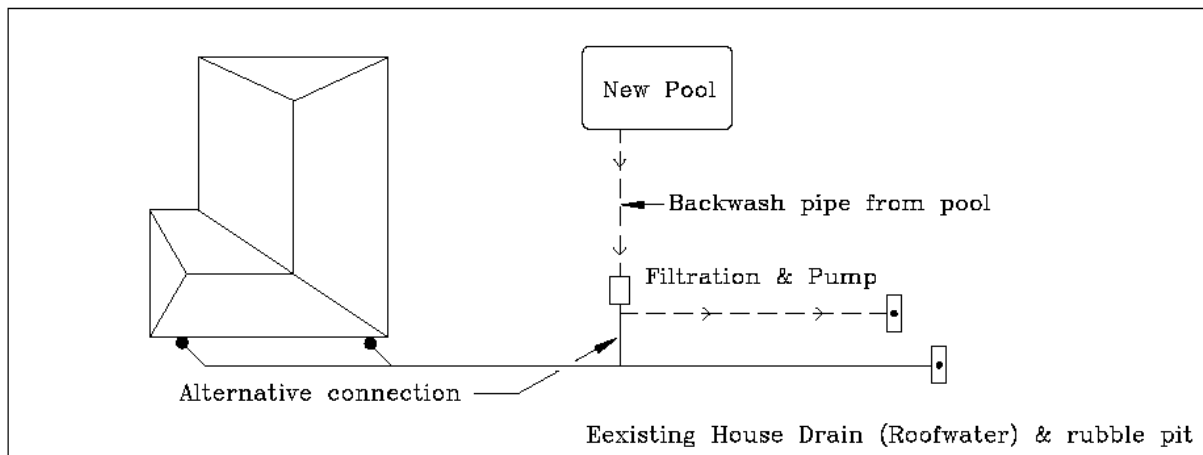 New Pool
Backwash pipe from pool
Filtration & Pump
Alternative connection
Eexisting House Drain (Roofwater) & rubble pit